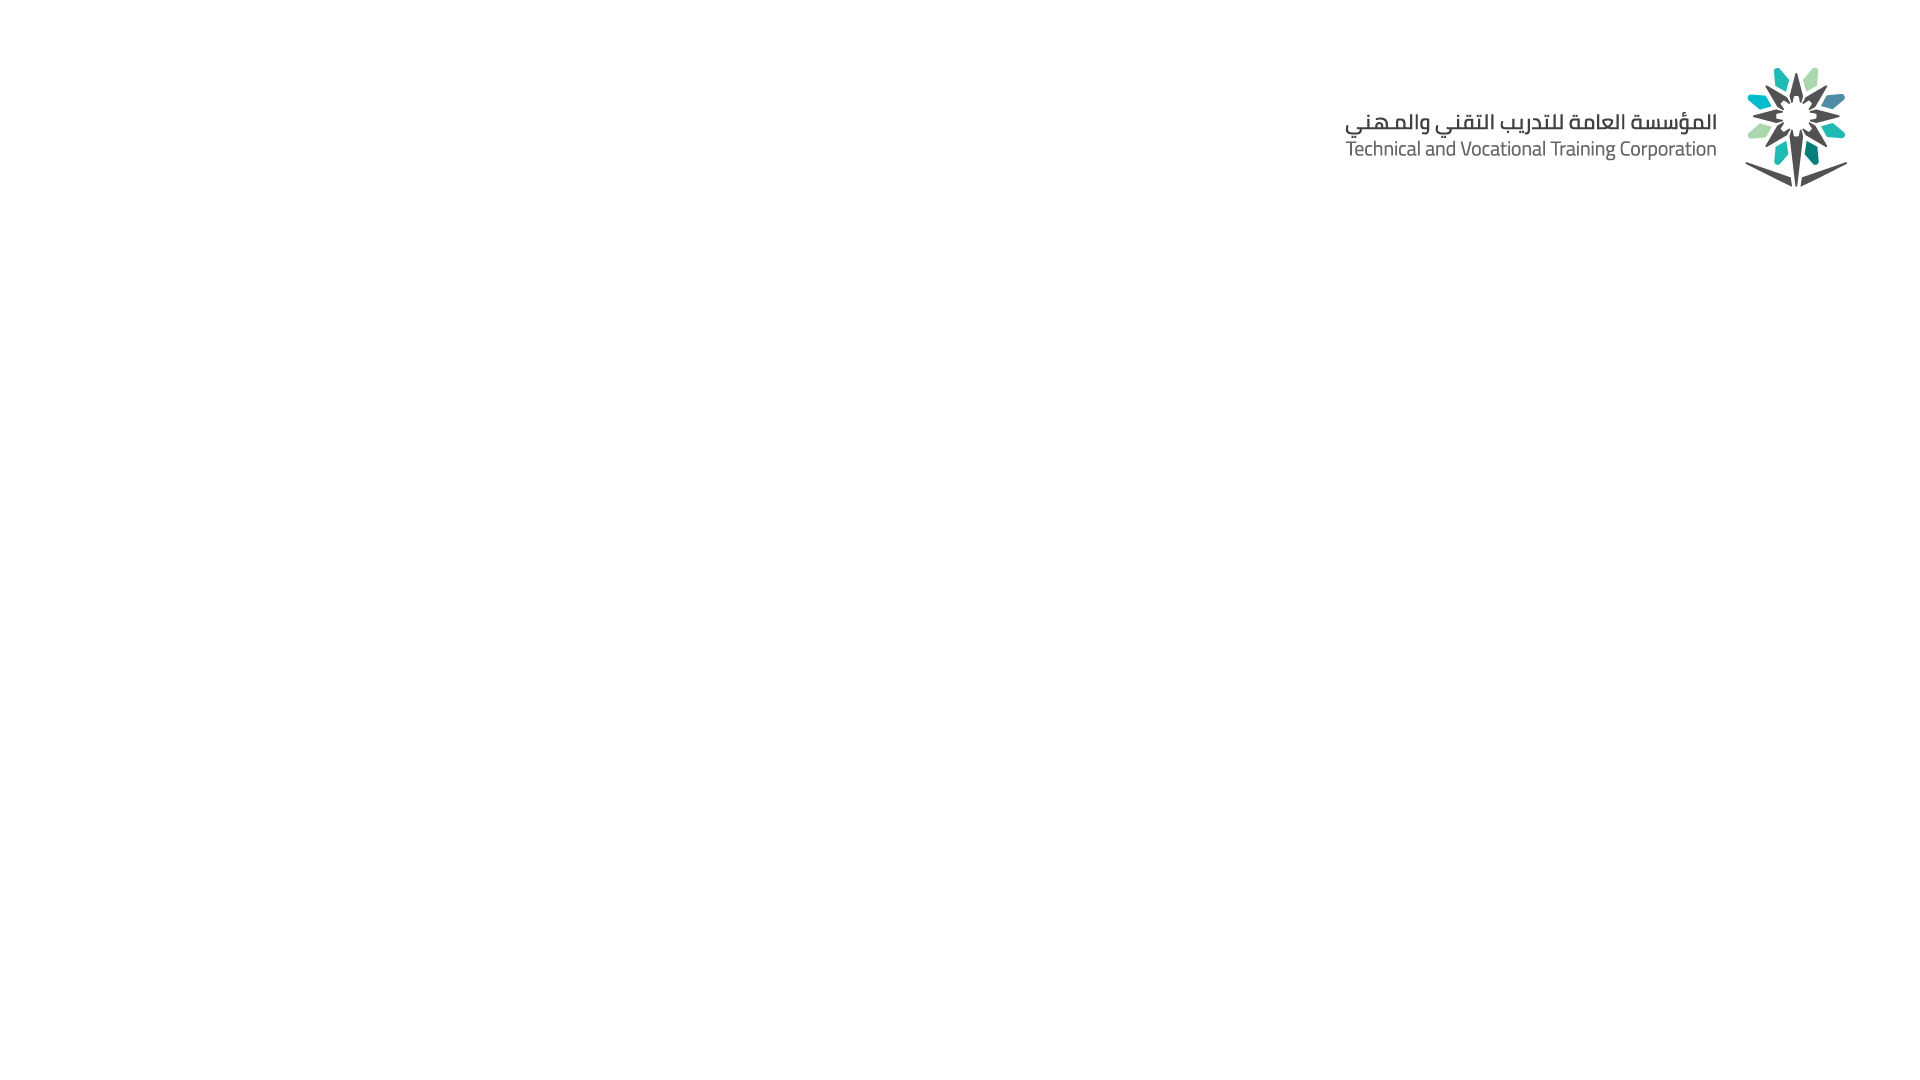 المؤسسة العامة للتدريب التقني والمهني
Technical and Vocational Training Corporation